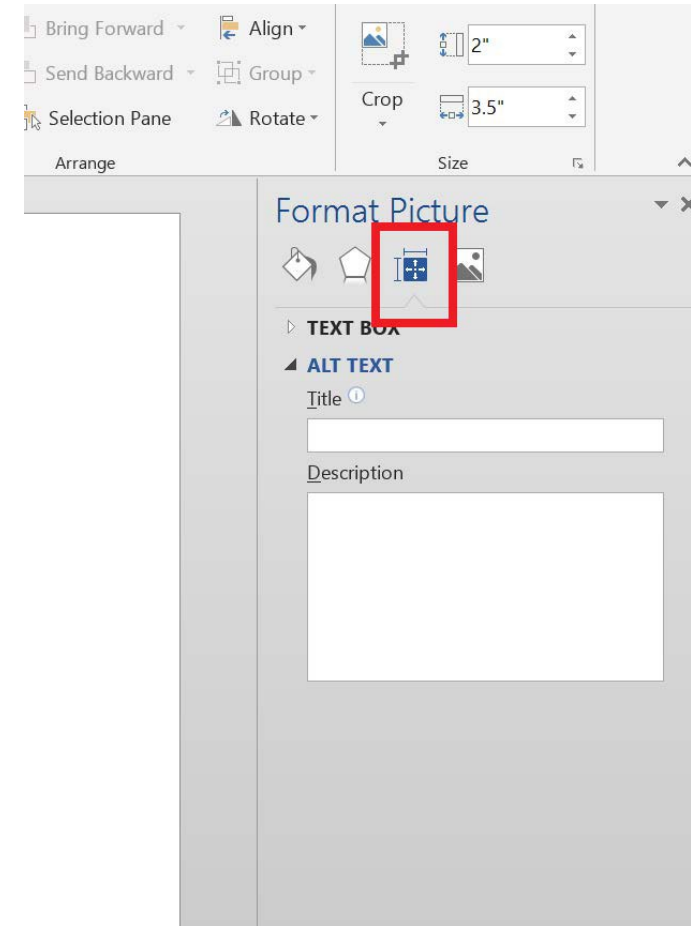 Bring Forward
Align
2"
Send Backward
Group
Crop
3.5"
Selection Pane
Rotate
Arrange
Size
Format Picture
TEXT BOX
ALT TEXT
Title
Description